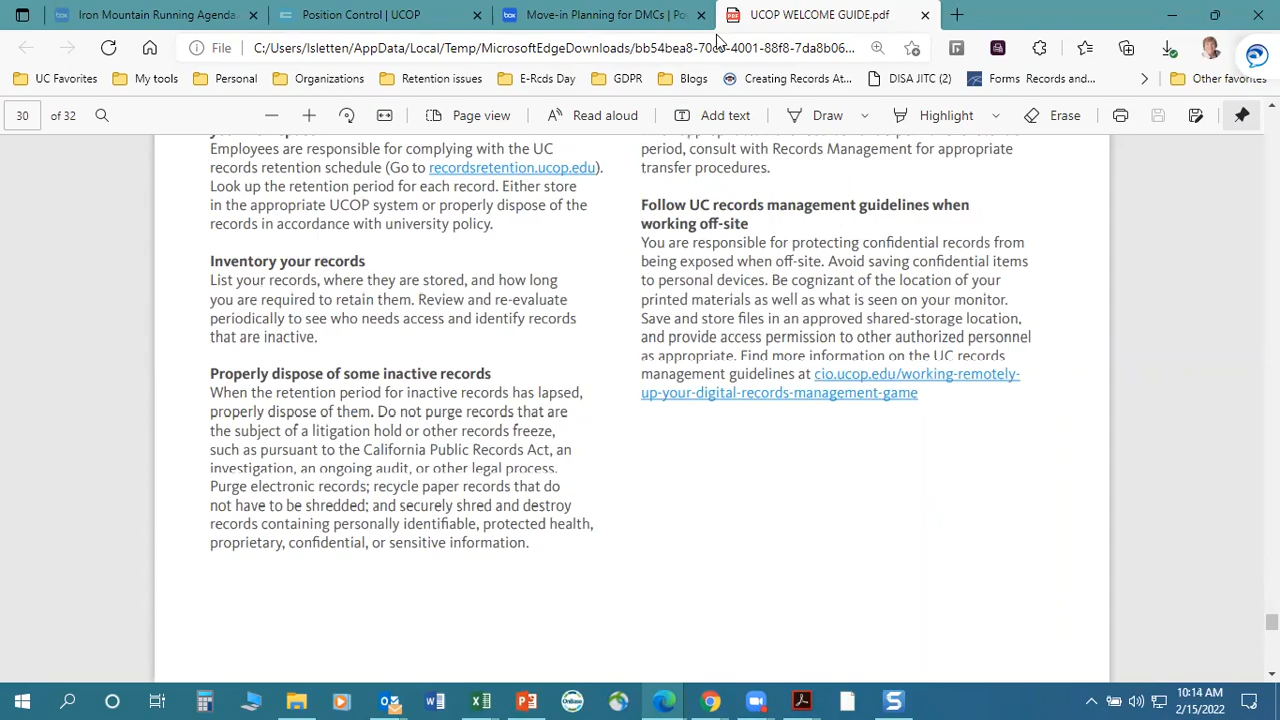 Iron Mountain Running Agenda.
Position Control | UCOP
Move-in Planning for DMCs | Po
UCOP WELCOME GUIDE.pdf
File
C:/Users/lsletten/AppData/Local/Temp/MicrosoftEdgeDownloads/bb54bea8-70c -4001-88f8-7da8b06...
UC Favorites
My tools
Personal
Organizations
Retention issues
E-Rcds Day
GDPR
Blogs
Creating Records At...
DISA JITC (2)
Forms Records and...
Other favorites
30 of 32
Page view
Read aloud
Add text
Draw
Highlight
Erase
Employees are responsible for complying with the UC
records retention schedule (Go to recordsretention.ucop.edu).
Look up the retention period for each record. Either store
in the appropriate UCOP system or properly dispose of the
records in accordance with university policy.
Inventory your records
List your records, where they are stored, and how long
you are required to retain them. Review and re-evaluate
periodically to see who needs access and identify records
that are inactive.
Properly dispose of some inactive records
When the retention period for inactive records has lapsed,
properly dispose of them. Do not purge records that are
the subject of a litigation hold or other records freeze,
such as pursuant to the California Public Records Act, an
investigation, an ongoing audit, or other legal process.
Purge electronic records; recycle paper records that do
not have to be shredded; and securely shred and destroy
records containing personally identifiable, protected health,
proprietary, confidential, or sensitive information.
period, consult with Records Management for appropriate
transfer procedures.
Follow UC records management guidelines when
working off-site
You are responsible for protecting confidential records from
being exposed when off-site. Avoid saving confidential items
to personal devices. Be cognizant of the location of your
printed materials as well as what is seen on your monitor.
Save and store files in an approved shared-storage location,
and provide access permission to other authorized personnel
as appropriate. Find more information on the UC records
management guidelines at cio.ucop.edu/working-remotely-
up-your-digital-records-management-game
10:14 AM
2/15/2022